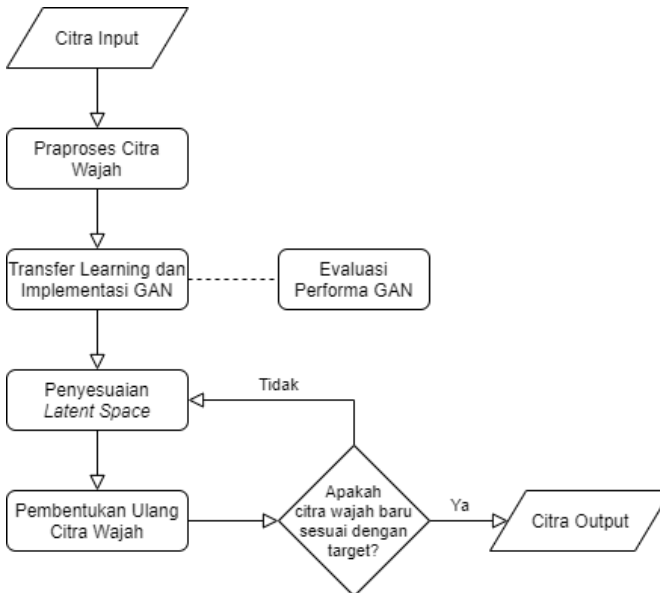 Citra Input
Praproses Citra
Wajah
Transfer Learning dan
Implementasi GAN
Evaluasi
Performa GAN
Penyesuaian
Latent Space
Tidak
Pembentukan Ulang
Citra Wajah
Apakah
citra wajah baru
sesuai dengan
target?
Ya
Citra Output